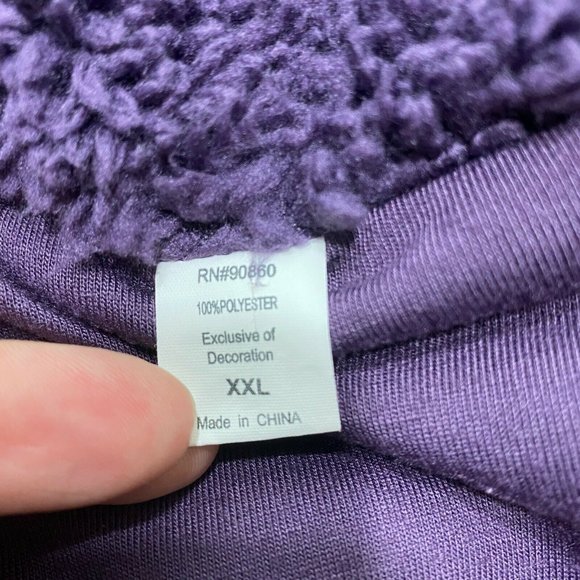 RN#90860
100%POLYESTER
Exclusive of
Decoration
XXL
Made in CHINA